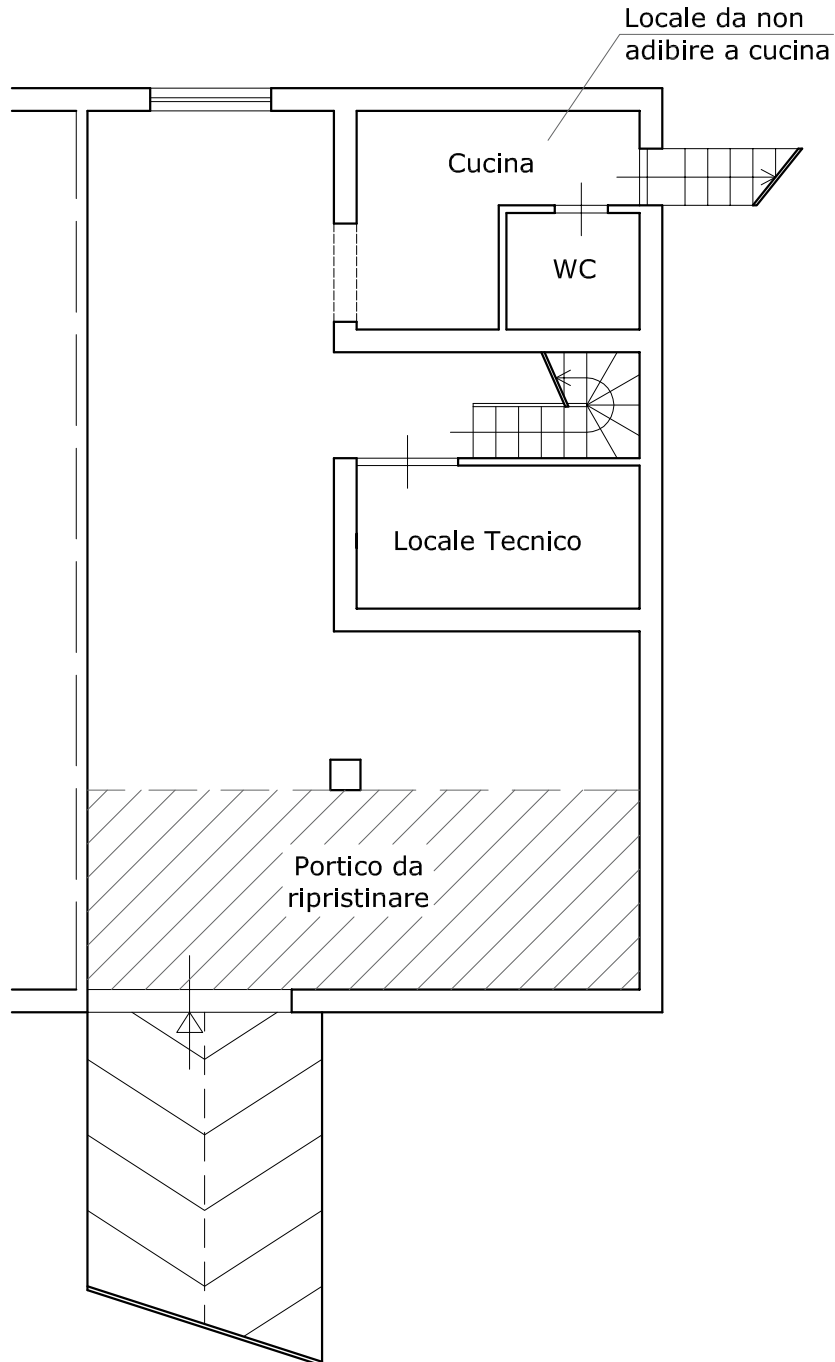 Locale da non
adibire a cucina
Cucina
WC
Locale Tecnico
Portico da
ripristinare